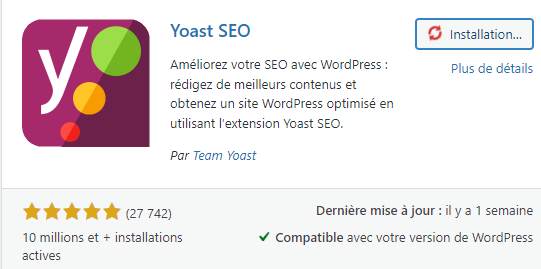 Yoast SEO
Installation...
Améliorez votre SEO avec WordPress :
rédigez de meilleurs contenus et
obtenez un site WordPress optimisé en
utilisant l'extension Yoast SEO.
Plus de détails
Par Team Yoast
(27 742)
10 millions et + installations
actives
Dernière mise à jour : il y a 1 semaine
Compatible avec votre version de WordPress